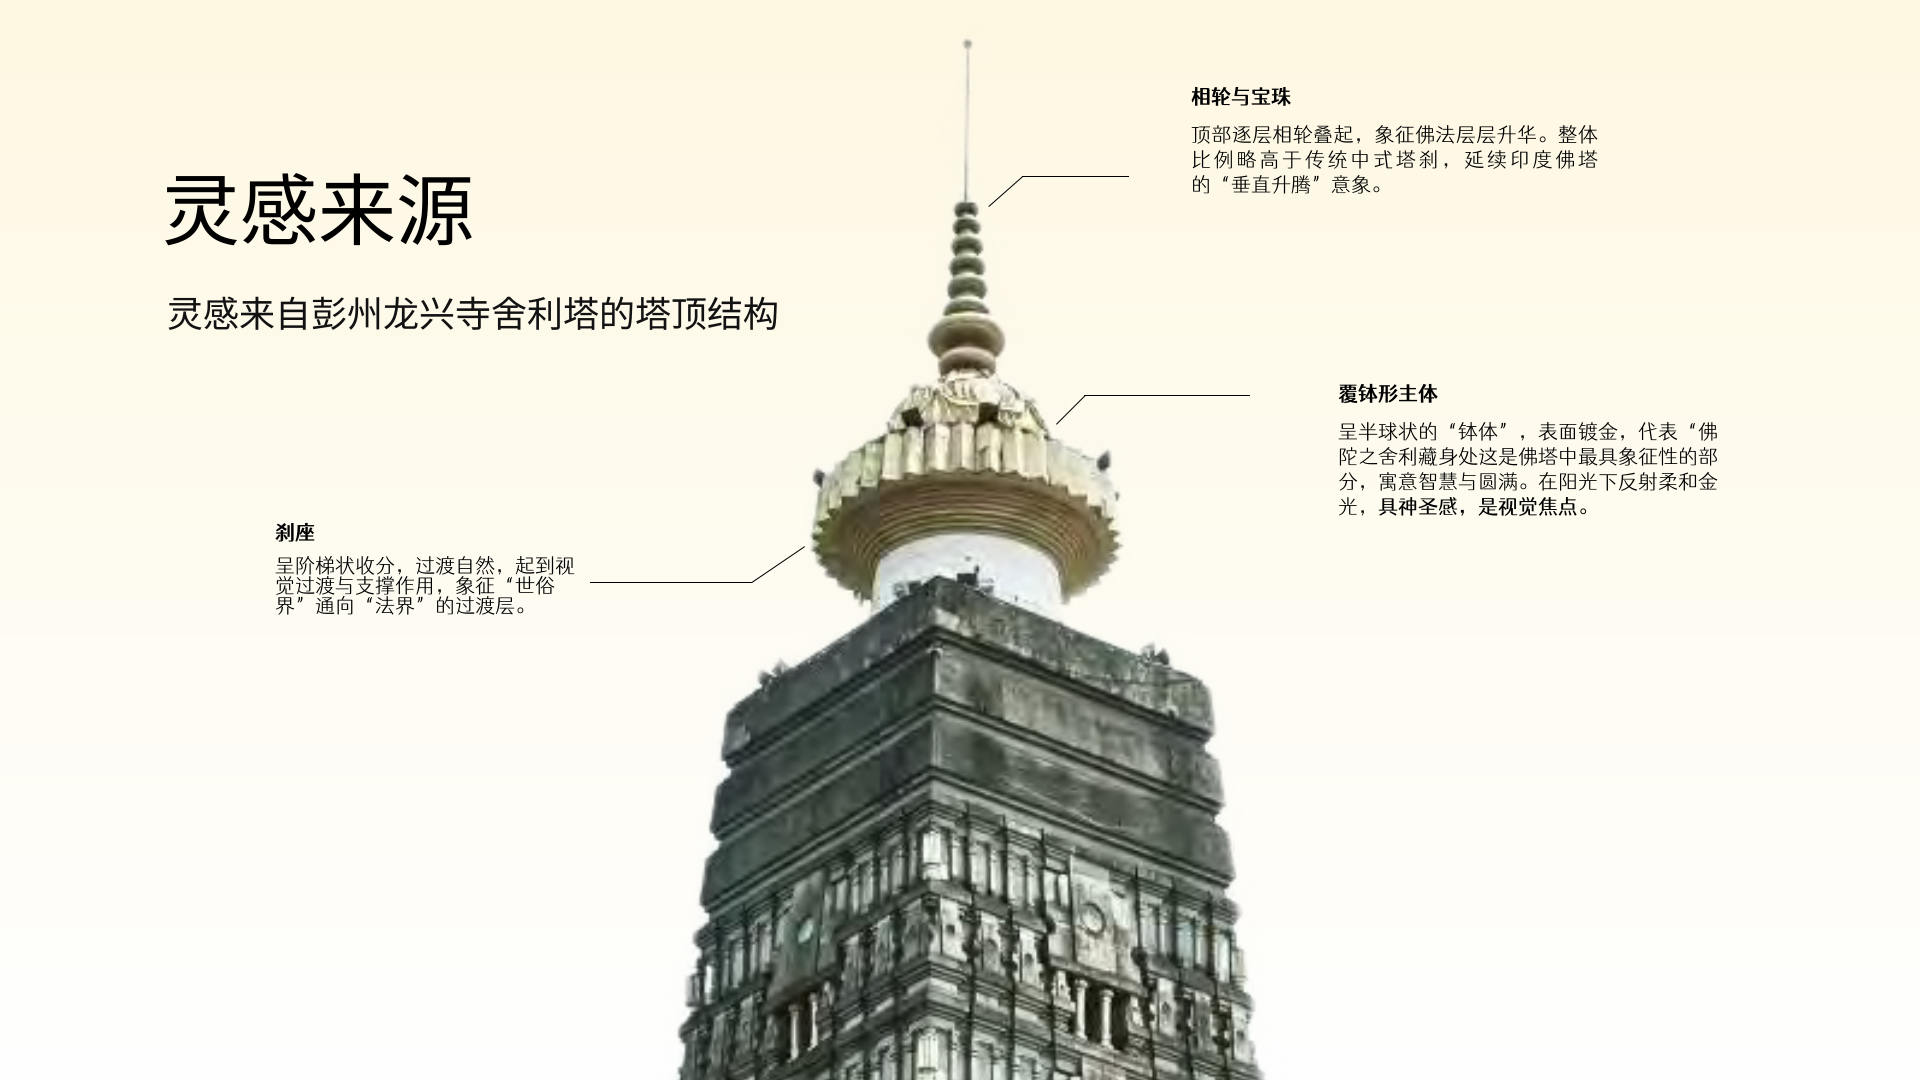 灵感来源
灵感来自彭州龙兴寺舍利塔的塔顶结构
相轮与宝珠
顶部逐层相轮叠起，象征佛法层层升华。整体
比例略高于传统中式塔刹，延续印度佛塔
的“垂直升腾”意象。
覆钵形主体
呈半球状的“钵体”，表面镀金，代表“佛
陀之舍利藏身处这是佛塔中最具象征性的部
分，寓意智慧与圆满。在阳光下反射柔和金
光，具神圣感，是视觉焦点。
刹座
呈阶梯状收分，过渡自然，起到视
觉过渡与支撑作用，象征“世俗
界”通向“法界”的过渡层。